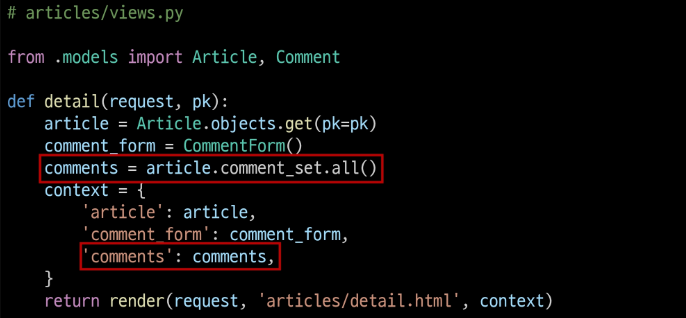 # articles/views.py
from .models import Article, Comment
def detail(request, pk):
    article = Article.objects.get(pk=pk)
    comment_form = CommentForm()
    comments = article.comment_set.all()
    context = {
        'article': article,
        'comment_form': comment_form,
        'comments': comments,
    }
    return render(request, 'articles/detail.html', context)